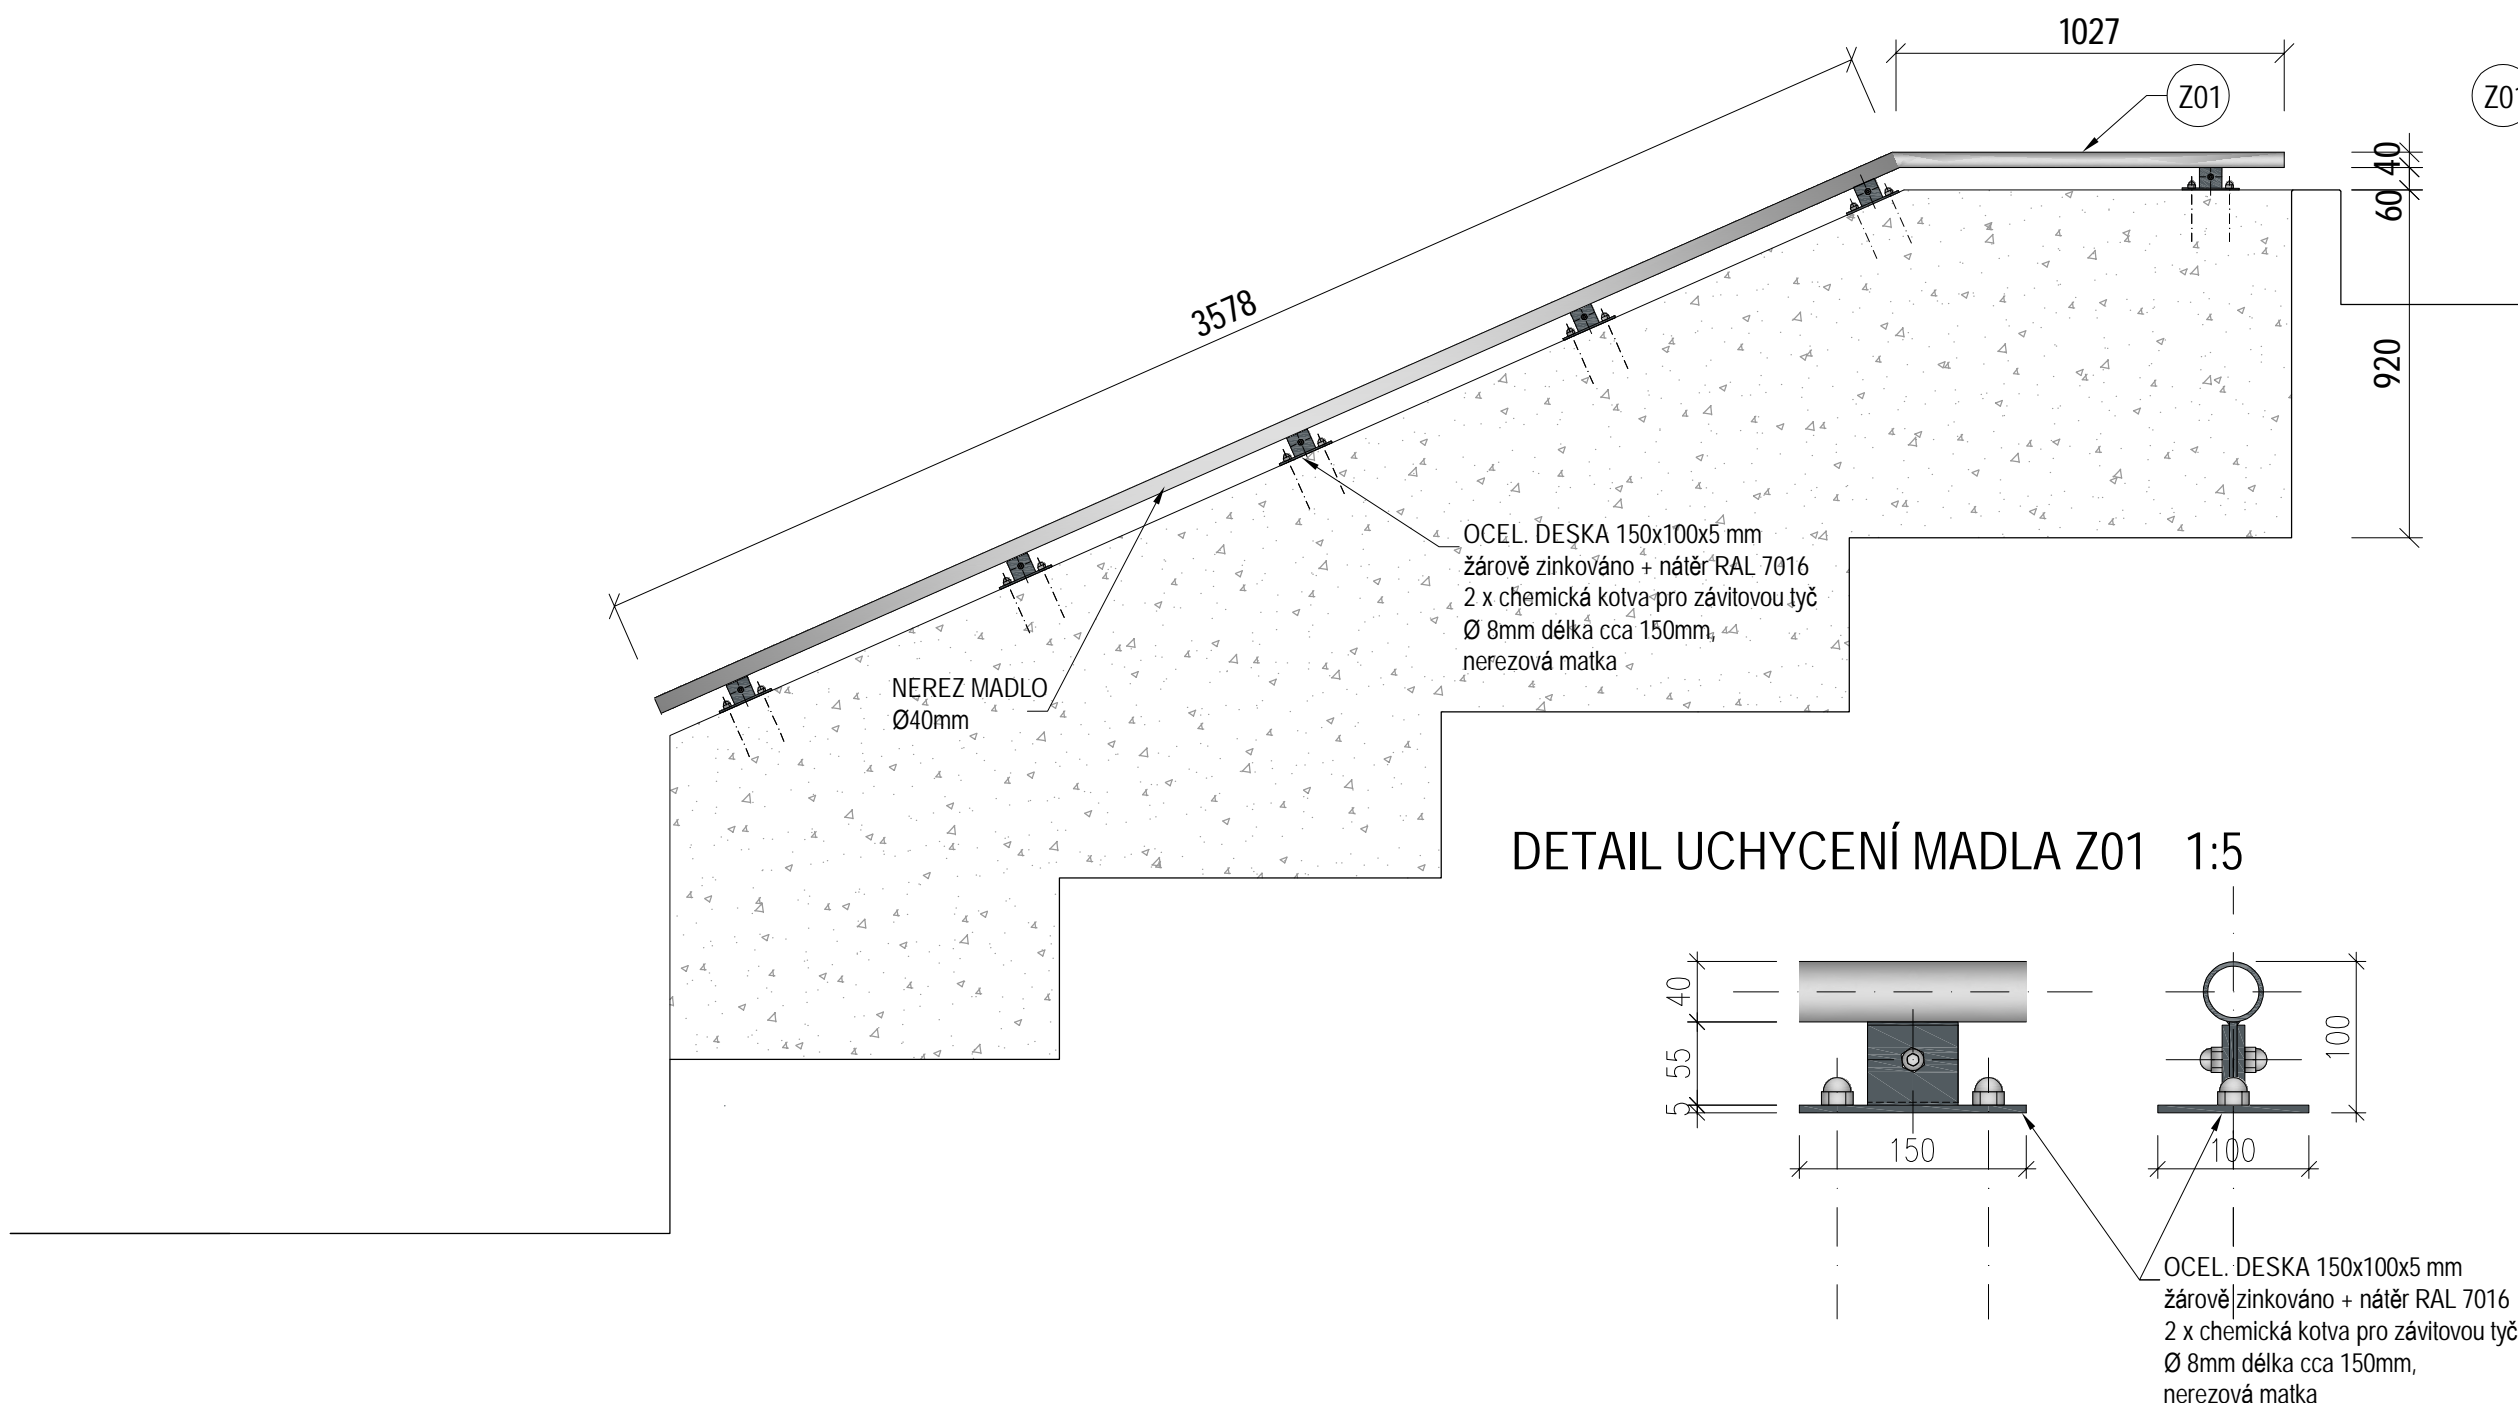 1027
Z01
Z01
40
60
3578
920
OCEL. DESKA 150x100x5 mm
žárově zinkováno + nátěr RAL 7016
2 x chemická kotva pro závitovou tyč
Ø 8mm délka cca 150mm,
nerezová matka
NEREZ MADLO
Ø40mm
DETAIL UCHYCENÍ MADLA Z01 1:5
40
55
5
150
100
100
OCEL. DESKA 150x100x5 mm
žárově zinkováno + nátěr RAL 7016
2 x chemická kotva pro závitovou tyč
Ø 8mm délka cca 150mm,
nerezová matka